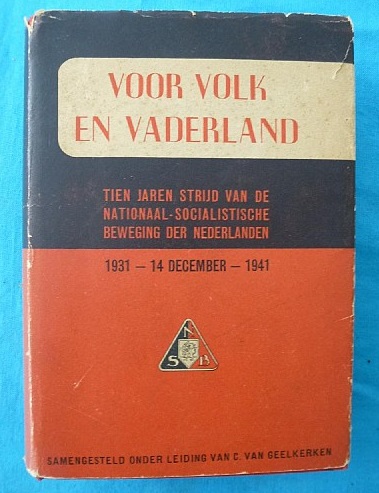 VOOR VOLK
EN VADERLAND
TIEN JAREN STRIJD VAN DE
NATIONAAL-SOCIALISTISCHE
BEWEGING DER NEDERLANDEN
1931 – 14 DECEMBER – 1941
N
S B
SAMENGESTELD ONDER LEIDING VAN C. VAN GEELKERKEN